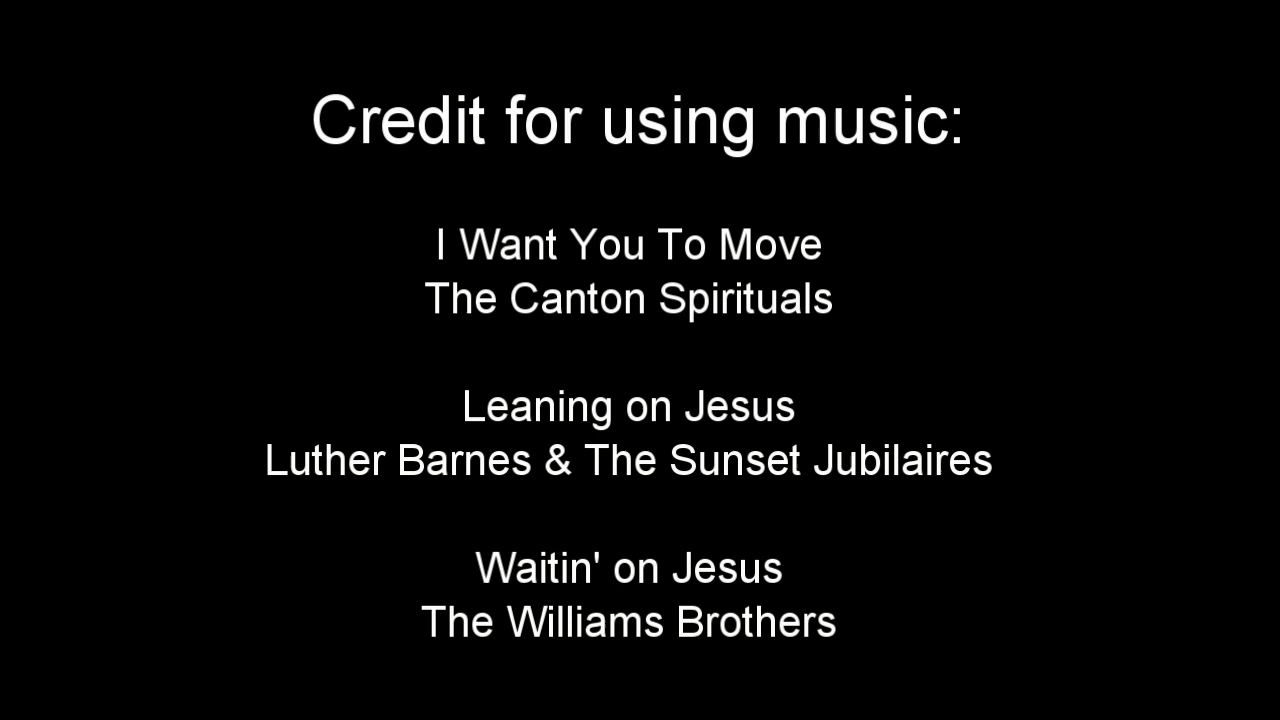 Credit for using music:
I Want You To Move
The Canton Spirituals
Leaning on Jesus
Luther Barnes & The Sunset Jubilaires
Waitin' on Jesus
The Williams Brothers